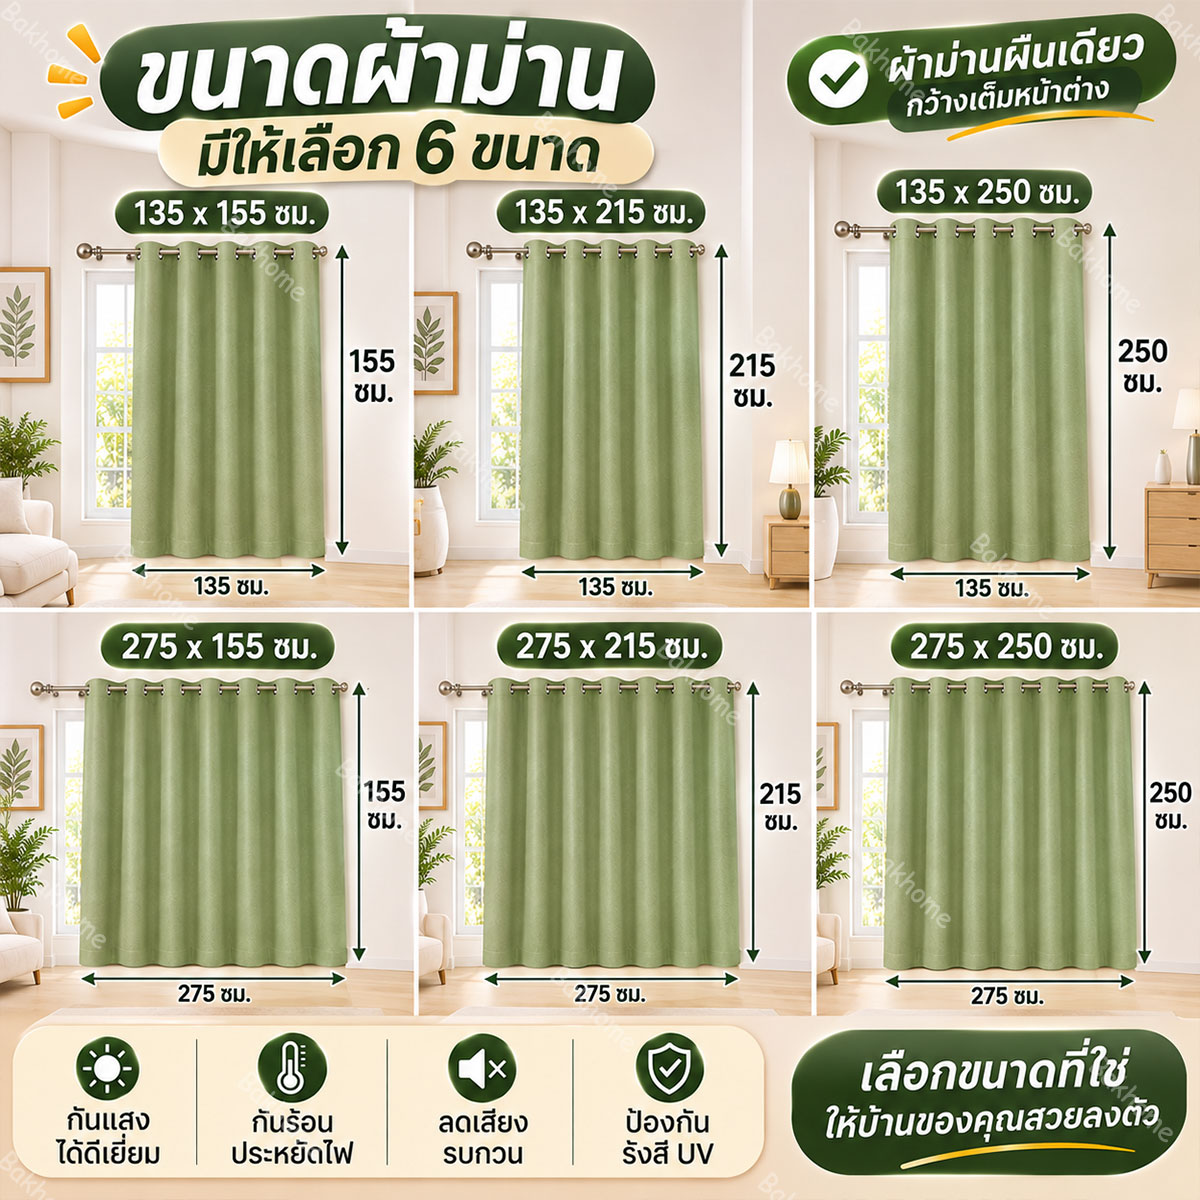 ขนาดผ้าม่าน
มีให้เลือก 6 ขนาด
ผ้าม่านผืนเดียว
กว้างเต็มหน้าต่าง
135 x 155 ซม.
155
ซม.
135 ซม.
135 x 215 ซม.
215
ซม.
135 ซม.
135 x 250 ซม.
250
ซม.
135 ซม.
275 x 155 ซม.
155
ซม.
275 ซม.
275 x 215 ซม.
215
ซม.
275 ซม.
275 x 250 ซม.
250
ซม.
275 ซม.
กันแสง
ได้ดีเยี่ยม
กันร้อน
ประหยัดไฟ
ลดเสียง
รบกวน
ป้องกัน
รังสี UV
เลือกขนาดที่ใช่
ให้บ้านของคุณสวยลงตัว
Bakhome